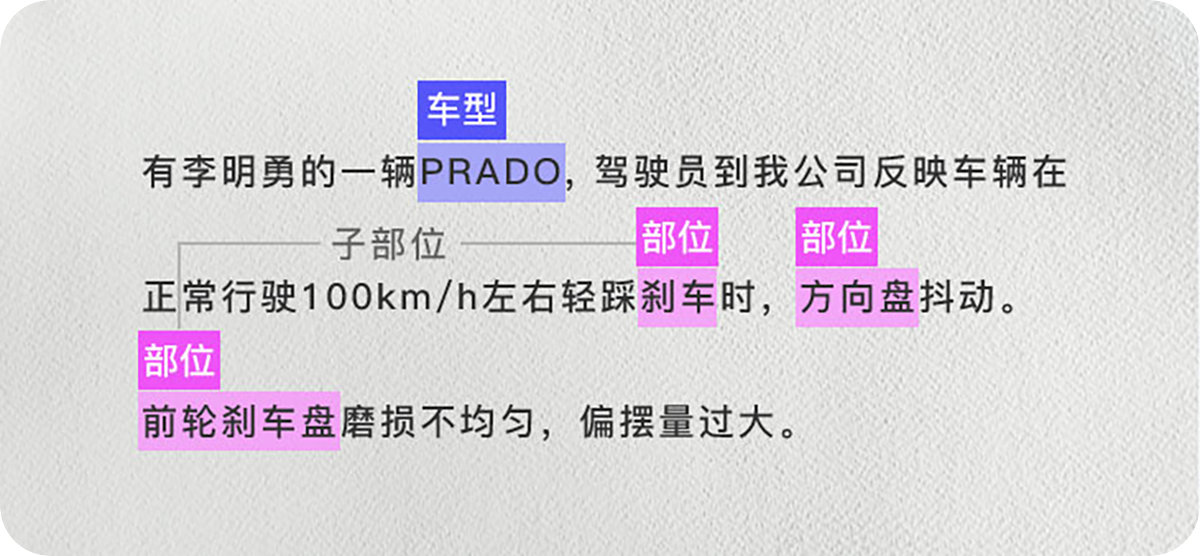 车型
有李明勇的一辆PRADO，驾驶员到我公司反映车辆在
子部位 部位 部位
正常行驶100km/h左右轻踩刹车时，方向盘抖动。
部位
前轮刹车盘磨损不均匀，偏摆量过大。